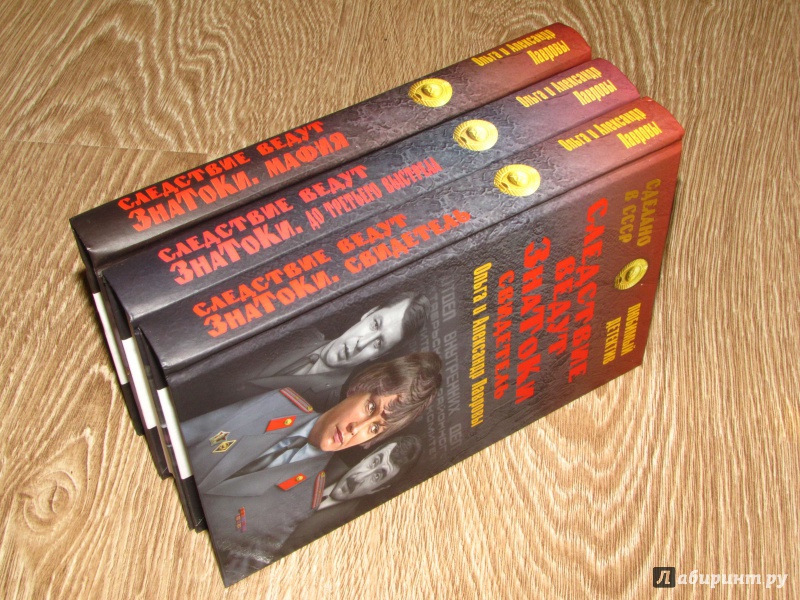 СЛЕДСТВИЕ ВЕДУТ
ЗНАТОКИ. МАФИЯ
Ольга и Александр
Лавровы
СЛЕДСТВИЕ ВЕДУТ
ЗНАТОКИ. ДО ТРЕТЬЕГО ВЫСТРЕЛА
Ольга и Александр
Лавровы
СЛЕДСТВИЕ ВЕДУТ
ЗНАТОКИ. СВИДЕТЕЛЬ
Ольга и Александр
Лавровы
СДЕЛАНО
В СССР
ЛЮБИМЫЙ
ДЕТЕКТИВ
СЛЕДСТВИЕ
ВЕДУТ
ЗНАТОКИ
СВИДЕТЕЛЬ
Ольга и Александр Лавровы
Лабиринт.ру